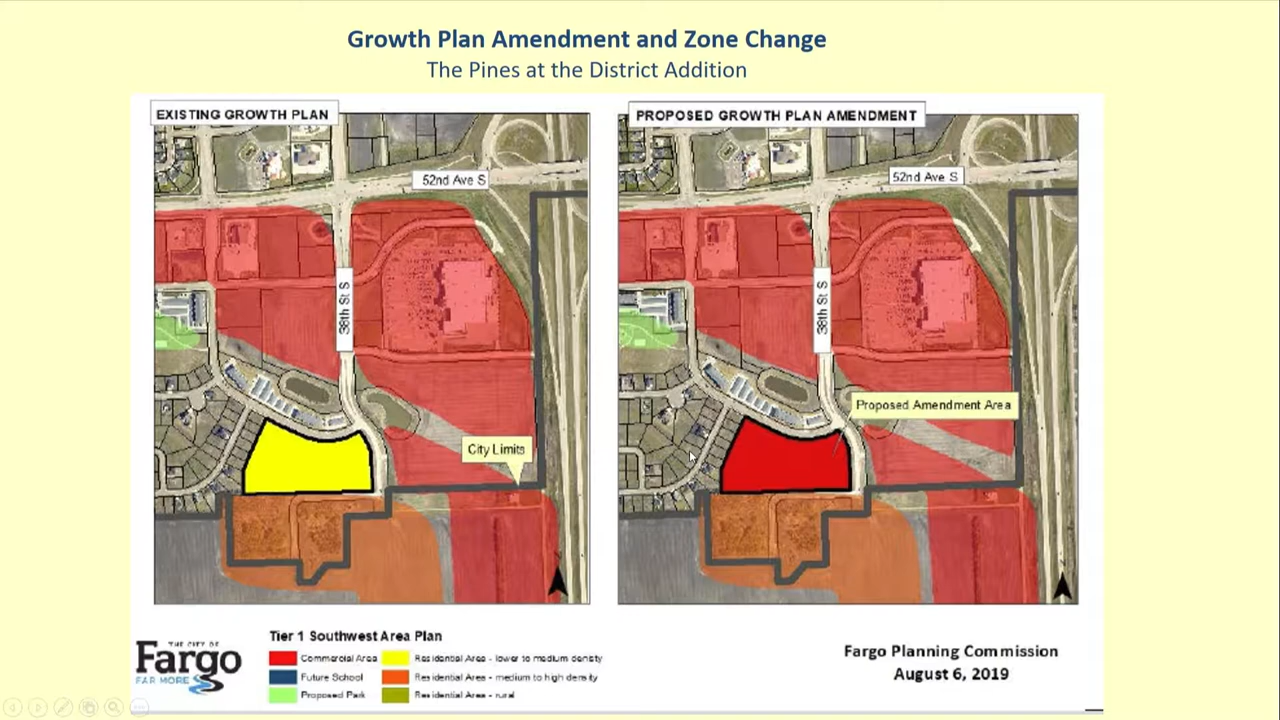 Growth Plan Amendment and Zone Change
The Pines at the District Addition
EXISTING GROWTH PLAN
PROPOSED GROWTH PLAN AMENDMENT
52nd Ave S
52nd Ave S
38th St S
38th St S
Proposed Amendment Area
City Limits
Tier 1 Southwest Area Plan
THE CITY OF
Fargo
FAR MORE
Commercial Area
Residential Area - lower to medium density
Future School
Residential Area - medium to high density
Proposed Park
Residential Area - rural
Fargo Planning Commission
August 6, 2019